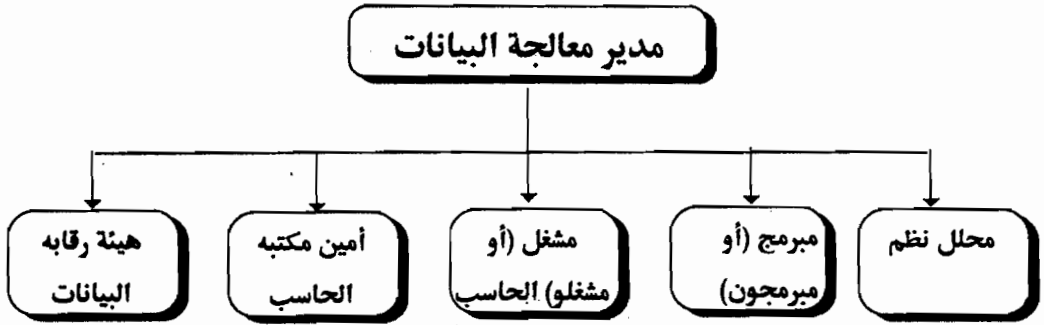 مدير معالجة البيانات
محلل نظم
مبرمج (أو
مبرمجون)
مشغل (أو
مشغلو) الحاسب
أمين مكتبه
الحاسب
هيئة رقابه
البيانات